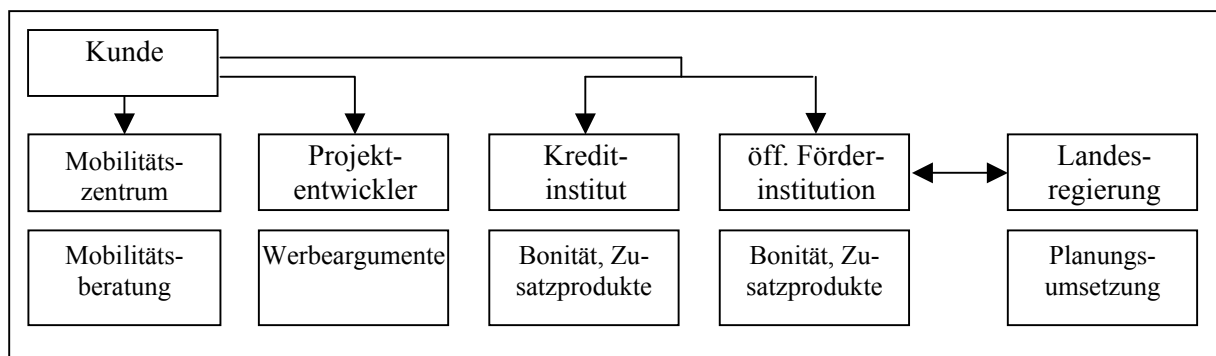 Kunde
Mobilitäts-
zentrum
Projekt-
entwickler
Kredit-
institut
öff. Förder-
institution
Landes-
regierung
Mobilitäts-
beratung
Werbeargumente
Bonität, Zu-
satzprodukte
Bonität, Zu-
satzprodukte
Planungs-
umsetzung